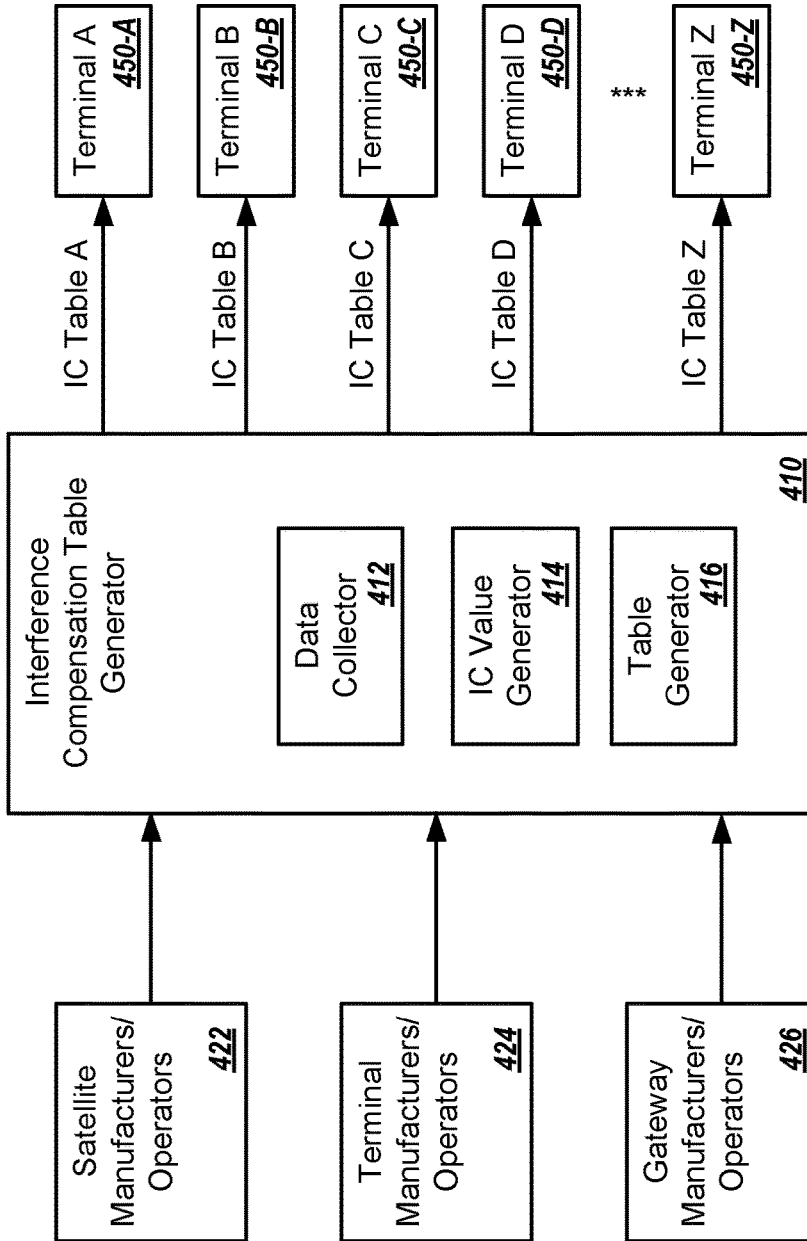 Satellite
Manufacturers/
Operators
422
Terminal
Manufacturers/
Operators
424
Gateway
Manufacturers/
Operators
426
Interference
Compensation Table
Generator
Data
Collector
412
IC Value
Generator
414
Table
Generator
416
410
IC Table A
IC Table B
IC Table C
IC Table D
IC Table Z
Terminal A
450-A
Terminal B
450-B
Terminal C
450-C
Terminal D
450-D
***
Terminal Z
450-Z